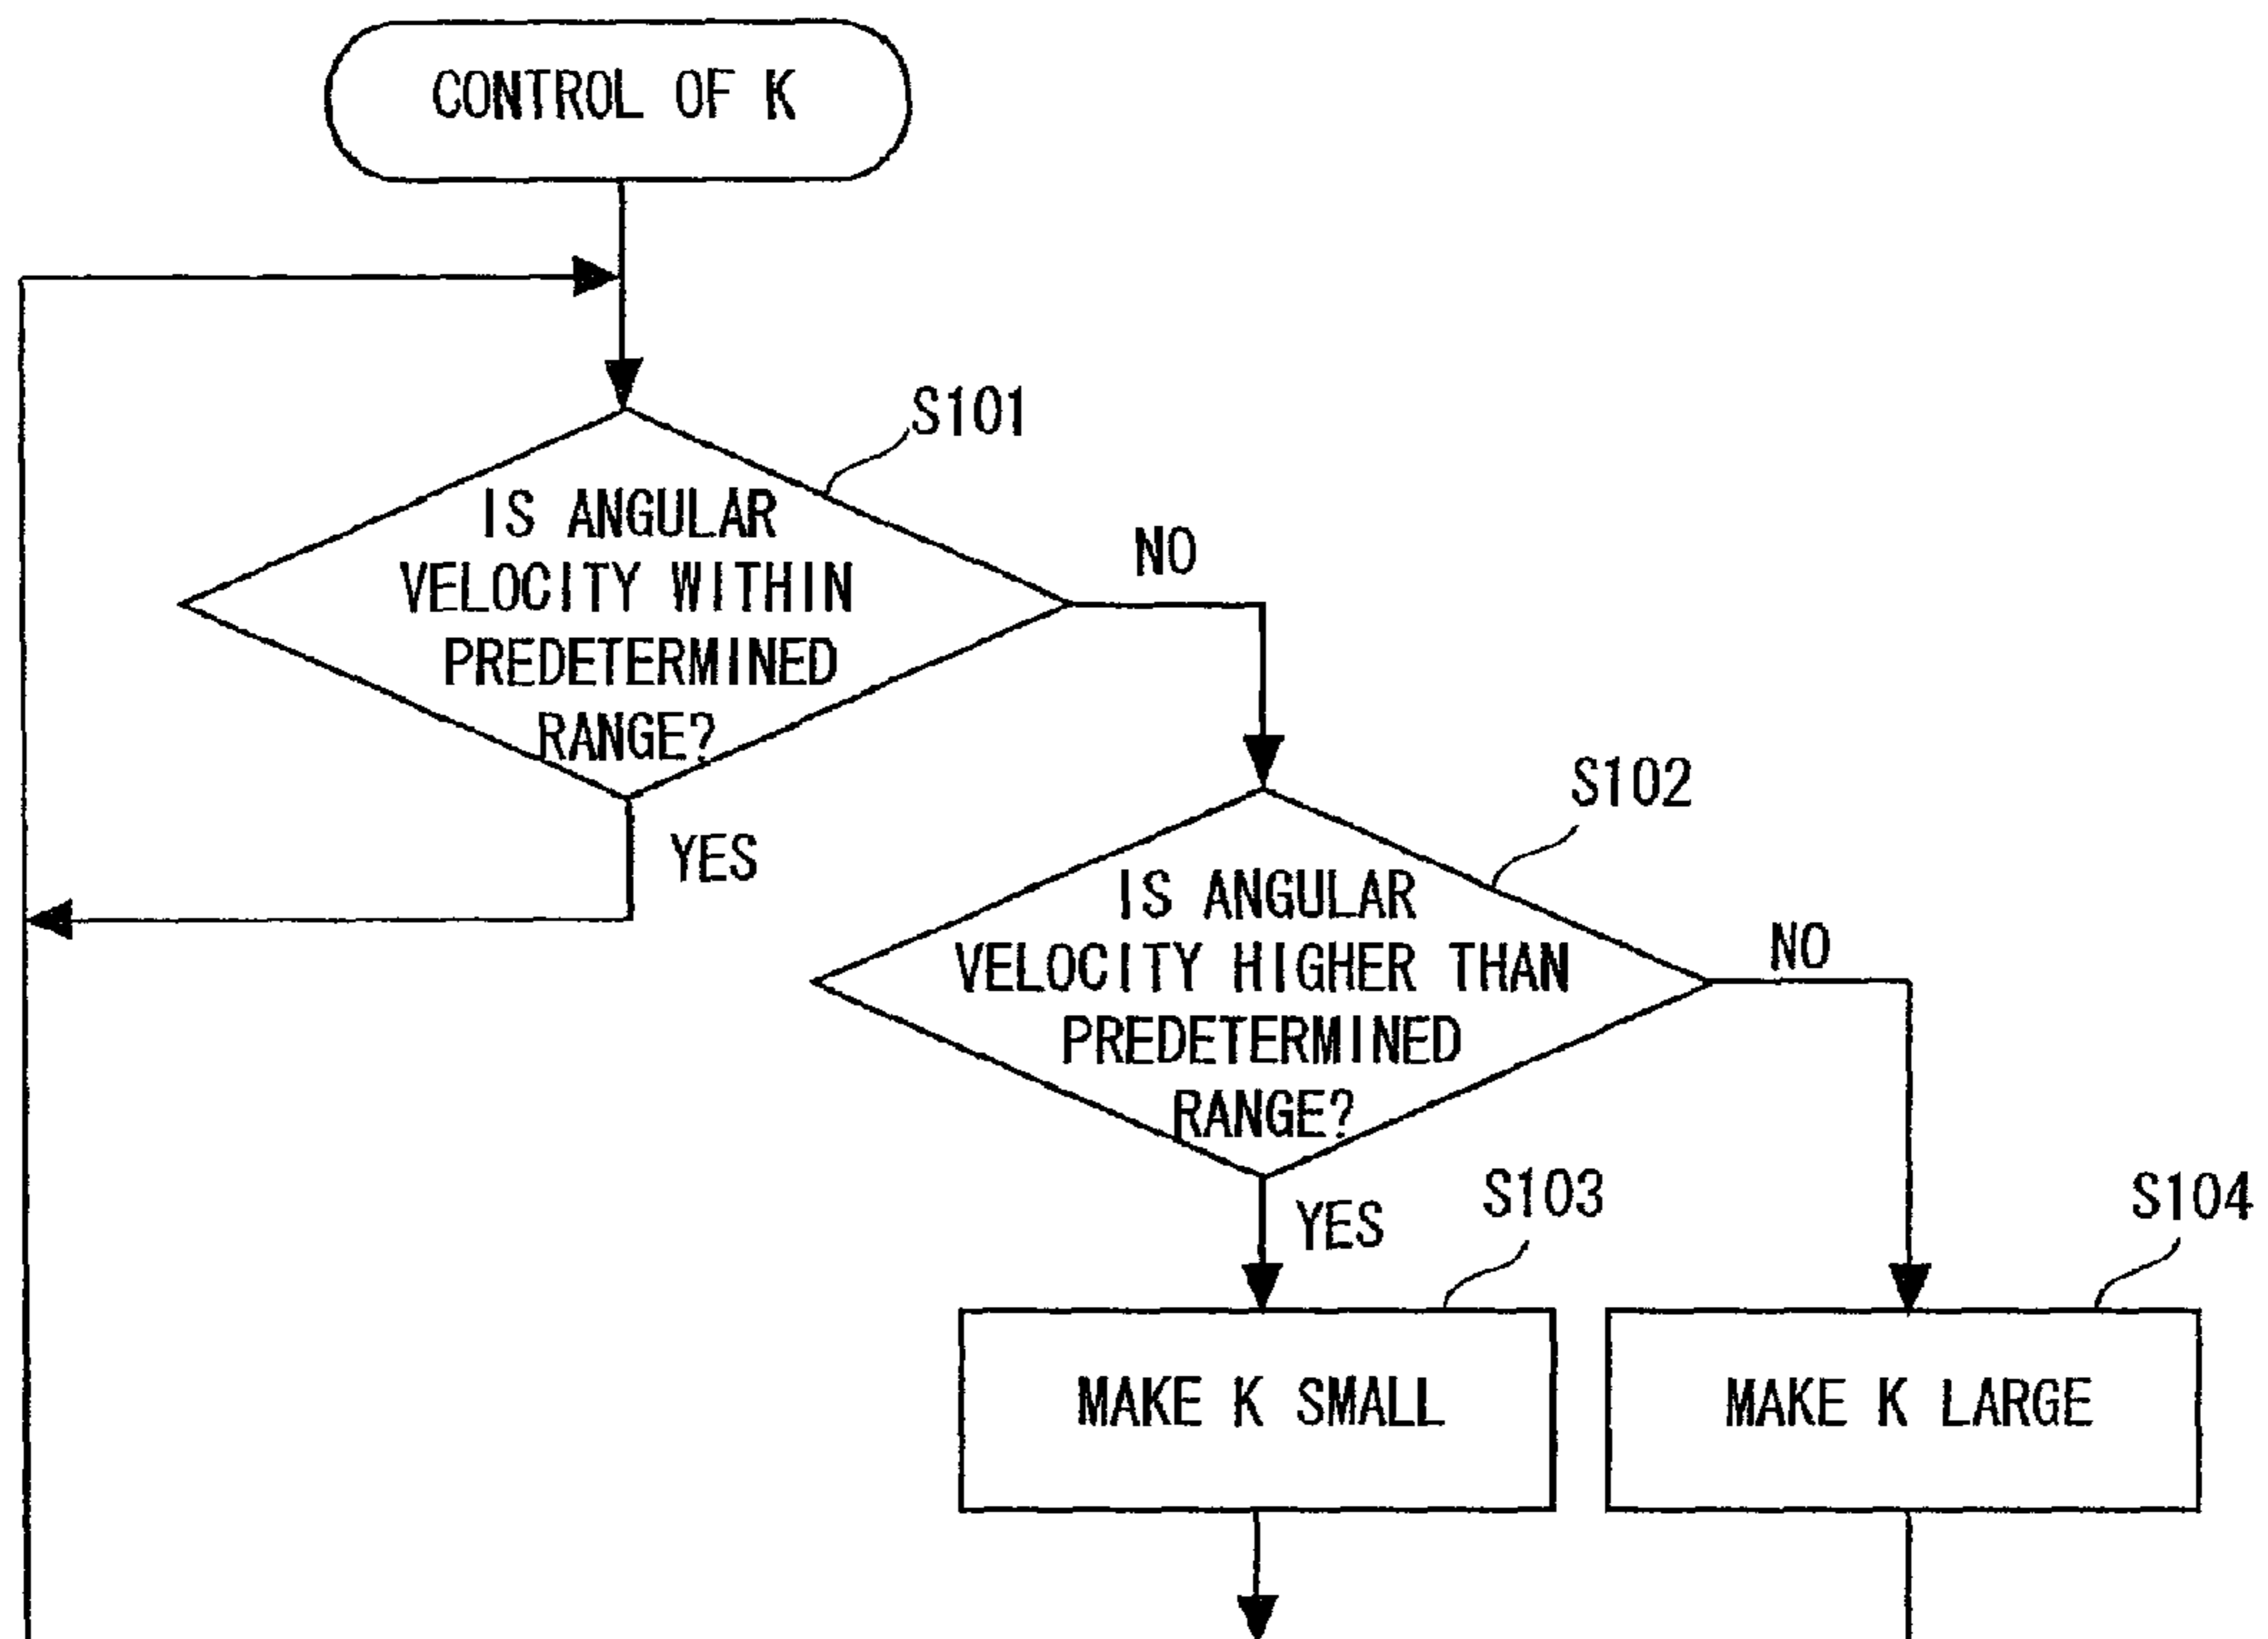 CONTROL OF K
S101
IS ANGULAR
VELOCITY WITHIN
PREDETERMINED
RANGE?
NO
YES
S102
IS ANGULAR
VELOCITY HIGHER THAN
PREDETERMINED
RANGE?
NO
YES
S103
MAKE K SMALL
S104
MAKE K LARGE